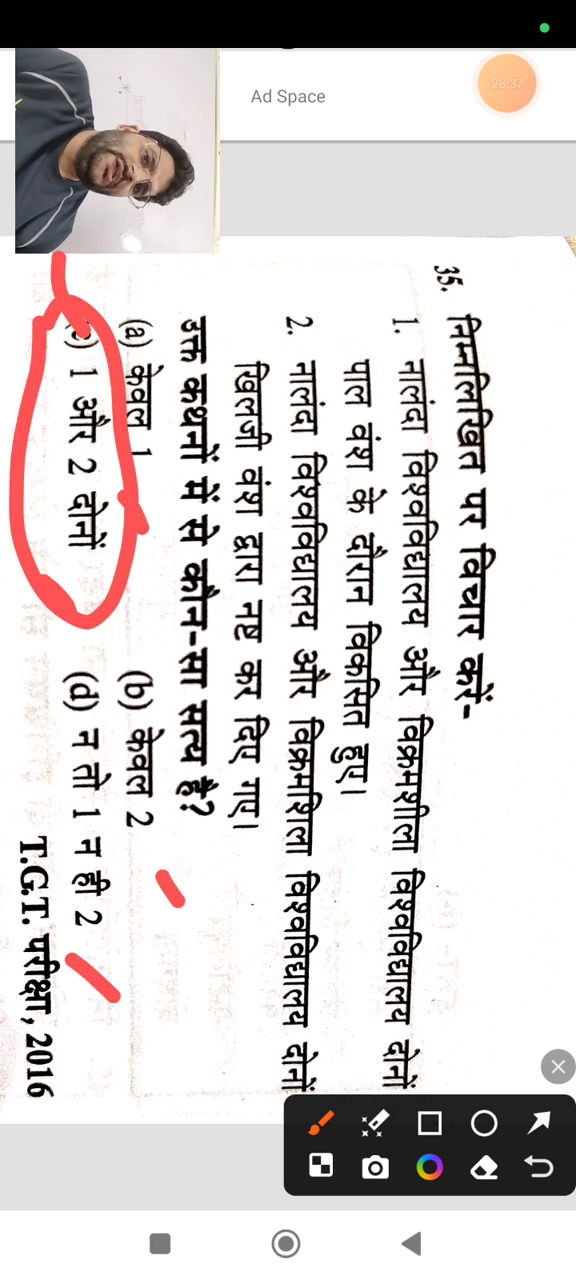 Ad Space
28:37
35. निम्नलिखित पर विचार करें-
1. नालंदा विश्वविद्यालय और विक्रमशीला विश्वविद्यालय दोनों
पाल वंश के दौरान विकसित हुए।
2. नालंदा विश्वविद्यालय और विक्रमशिला विश्वविद्यालय दोनों
खिलजी वंश द्वारा नष्ट कर दिए गए।
उक्त कथनों में से कौन-सा सत्य है?
(a) केवल 1 (b) केवल 2
1 और 2 दोनों (d) न तो 1 न ही 2
T.G.T. परीक्षा, 2016